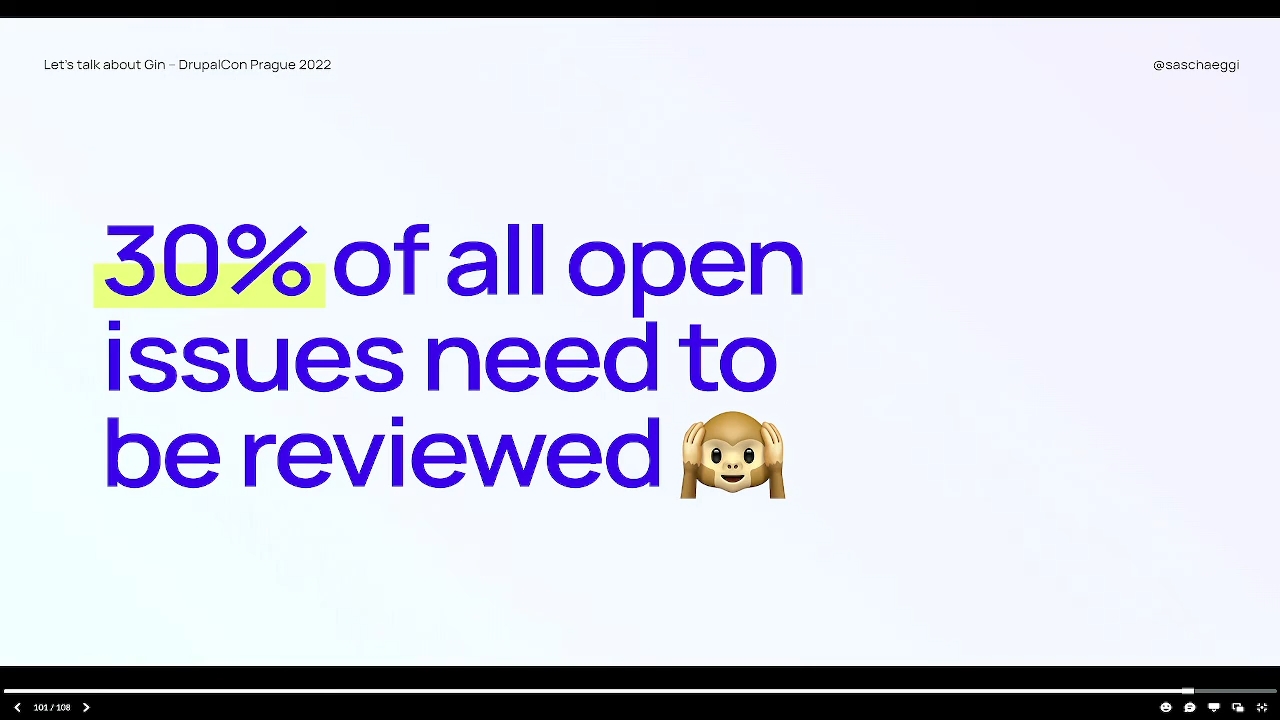 Let's talk about Gin – DrupalCon Prague 2022
@saschaeggi
30% of all open
issues need to
be reviewed 🙉
101 / 108